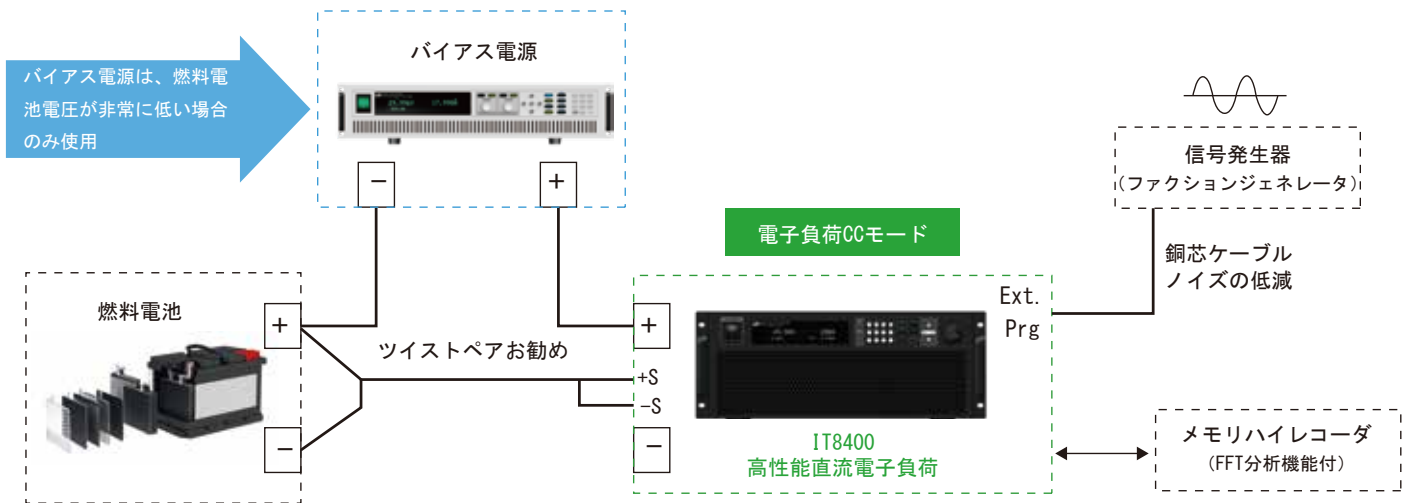 バイアス電源
バイアス電源は、燃料電
池電圧が非常に低い場合
のみ使用
−
+
信号発生器
(ファクションジェネレータ)
電子負荷CCモード
銅芯ケーブル
ノイズの低減
燃料電池
+
−
ツイストペアお勧め
+
+S
−S
−
Ext.
Prg
IT8400
高性能直流電子負荷
メモリハイレコーダ
(FFT分析機能付)